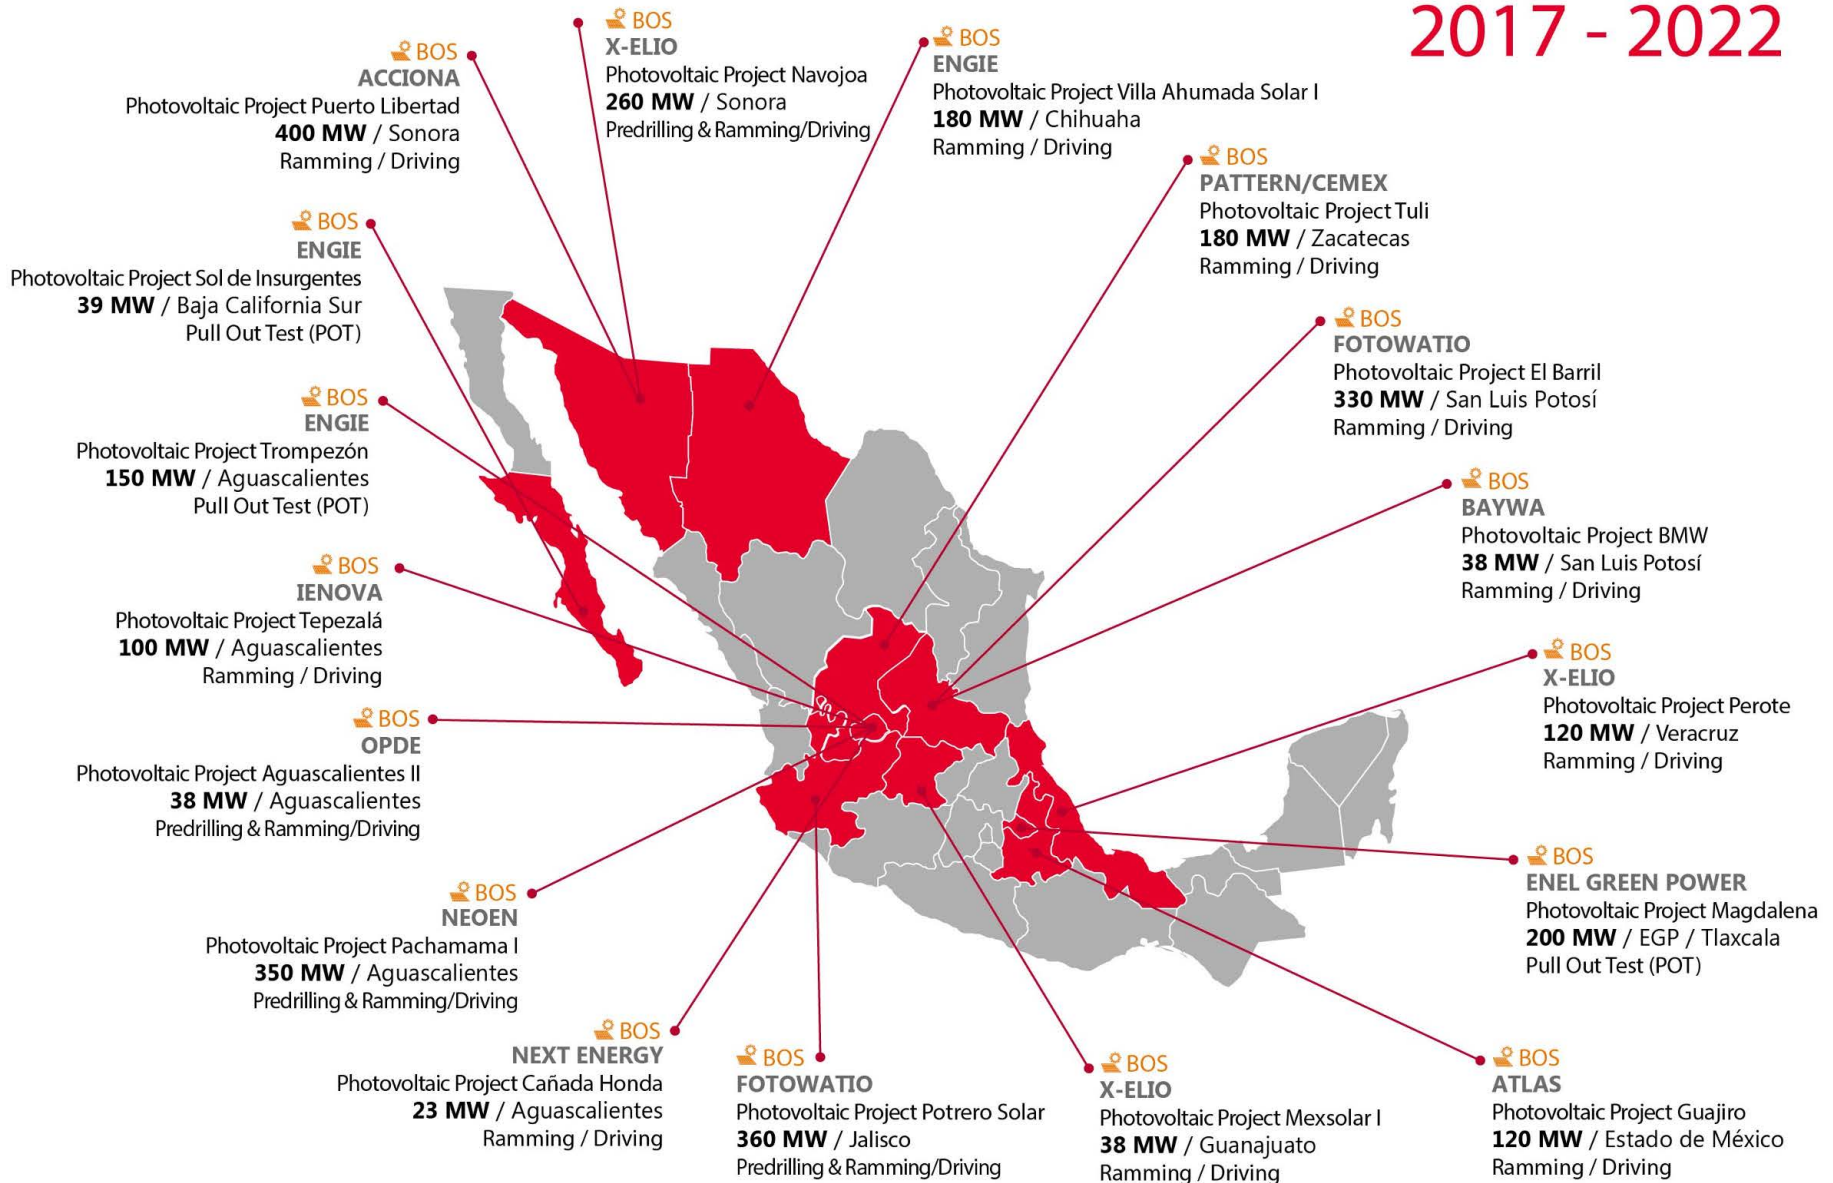 2017 - 2022
BOS
X-ELIO
Photovoltaic Project Navojoa
260 MW / Sonora
Predrilling & Ramming/Driving
BOS
ENGIE
Photovoltaic Project Villa Ahumada Solar I
180 MW / Chihuaha
Ramming / Driving
BOS
ACCIONA
Photovoltaic Project Puerto Libertad
400 MW / Sonora
Ramming / Driving
BOS
PATTERN/CEMEX
Photovoltaic Project Tuli
180 MW / Zacatecas
Ramming / Driving
BOS
ENGIE
Photovoltaic Project Sol de Insurgentes
39 MW / Baja California Sur
Pull Out Test (POT)
BOS
FOTOWATIO
Photovoltaic Project El Barril
330 MW / San Luis Potosí
Ramming / Driving
BOS
ENGIE
Photovoltaic Project Trompezón
150 MW / Aguascalientes
Pull Out Test (POT)
BOS
BAYWA
Photovoltaic Project BMW
38 MW / San Luis Potosí
Ramming / Driving
BOS
IENOVA
Photovoltaic Project Tepezalá
100 MW / Aguascalientes
Ramming / Driving
BOS
X-ELIO
Photovoltaic Project Perote
120 MW / Veracruz
Ramming / Driving
BOS
OPDE
Photovoltaic Project Aguascalientes II
38 MW / Aguascalientes
Predrilling & Ramming/Driving
BOS
ENEL GREEN POWER
Photovoltaic Project Magdalena
200 MW / EGP / Tlaxcala
Pull Out Test (POT)
BOS
NEOEN
Photovoltaic Project Pachamama I
350 MW / Aguascalientes
Predrilling & Ramming/Driving
BOS
NEXT ENERGY
Photovoltaic Project Cañada Honda
23 MW / Aguascalientes
Ramming / Driving
BOS
FOTOWATIO
Photovoltaic Project Potrero Solar
360 MW / Jalisco
Predrilling & Ramming/Driving
BOS
X-ELIO
Photovoltaic Project Mexsolar I
38 MW / Guanajuato
Ramming / Driving
BOS
ATLAS
Photovoltaic Project Guajiro
120 MW / Estado de México
Ramming / Driving